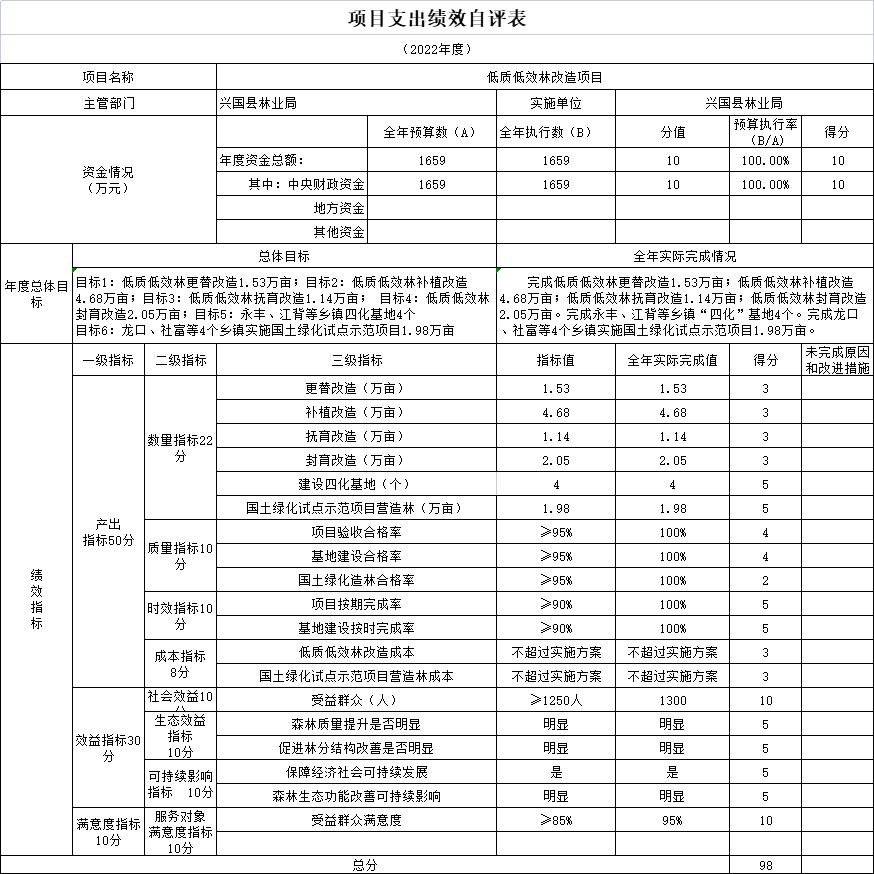 项目支出绩效自评表
（2022年度）
项目名称 低质低效林改造项目
主管部门 兴国县林业局 实施单位 兴国县林业局
资金情况
（万元）
全年预算数（A） 全年执行数（B） 分值 预算执行率
（B/A） 得分
年度资金总额： 1659 1659 10 100.00% 10
其中：中央财政资金 1659 1659 10 100.00% 10
地方资金
其他资金
年度总体目
标
总体目标 全年实际完成情况
目标1：低质低效林更替改造1.53万亩；目标2：低质低效林补植改造
4.68万亩；目标3：低质低效林抚育改造1.14万亩； 目标4：低质低效林
封育改造2.05万亩；目标5：永丰、江背等乡镇四化基地4个
目标6：龙口、社富等4个乡镇实施国土绿化试点示范项目1.98万亩
完成低质低效林更替改造1.53万亩；低质低效林补植改造
4.68万亩；低质低效林抚育改造1.14万亩；低质低效林封育改造
2.05万亩。完成永丰、江背等乡镇“四化”基地4个。完成龙口
、社富等4个乡镇实施国土绿化试点示范项目1.98万亩。
绩
效
指
标
一级指标 二级指标 三级指标 指标值 全年实际完成值 得分 未完成原因
和改进措施
产出
指标50分
数量指标22
分
更替改造（万亩） 1.53 1.53 3
补植改造（万亩） 4.68 4.68 3
抚育改造（万亩） 1.14 1.14 3
封育改造（万亩） 2.05 2.05 3
建设四化基地（个） 4 4 5
国土绿化试点示范项目营造林（万亩） 1.98 1.98 5
质量指标10
分
项目验收合格率 ≥95% 100% 4
基地建设合格率 ≥95% 100% 4
国土绿化造林合格率 ≥95% 100% 2
时效指标10
分
项目按期完成率 ≥90% 100% 5
基地建设按时完成率 ≥90% 100% 5
成本指标
8分
低质低效林改造成本 不超过实施方案 不超过实施方案 3
国土绿化试点示范项目营造林成本 不超过实施方案 不超过实施方案 3
效益指标30
分
社会效益10
分
受益群众（人） ≥1250人 1300 10
生态效益
指标
10分
森林质量提升是否明显 明显 明显 5
促进林分结构改善是否明显 明显 明显 5
可持续影响
指标 10分
保障经济社会可持续发展 是 是 5
森林生态功能改善可持续影响 明显 明显 5
满意度指标
10分
服务对象
满意度指标
10分
受益群众满意度 ≥85% 95% 10
总分 98